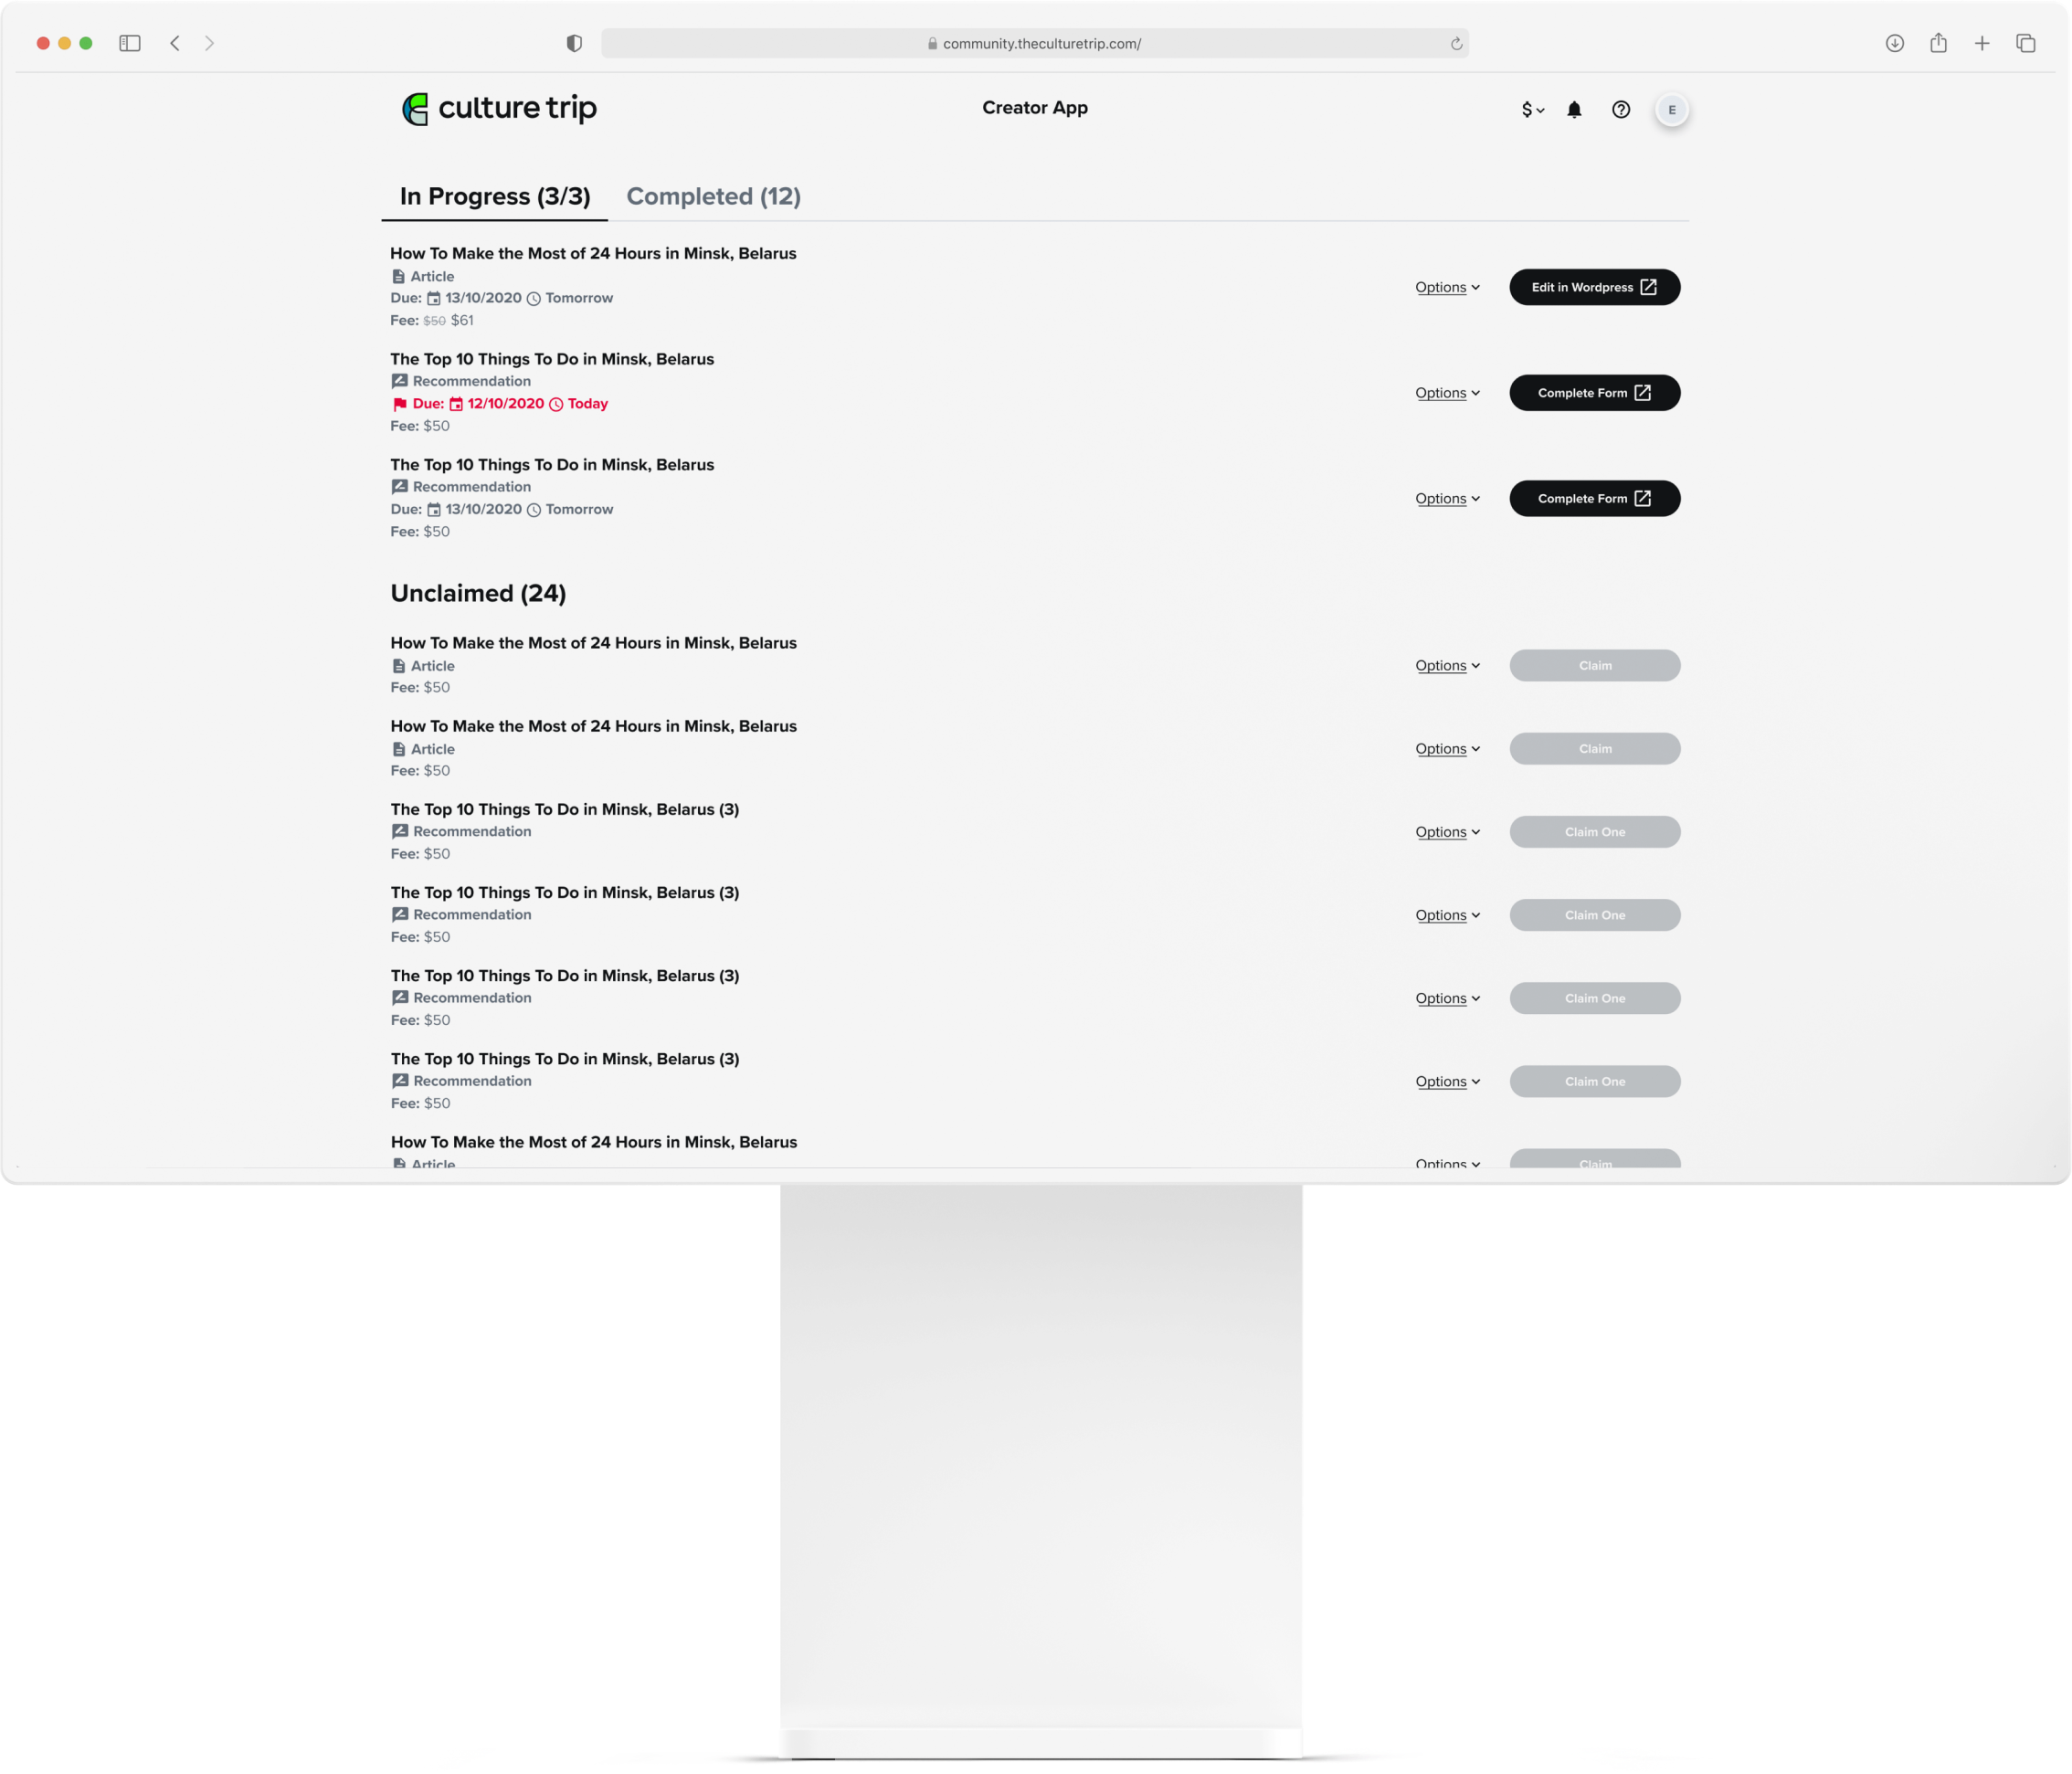 community.theculturetrip.com/
culture trip
Creator App
$
E
In Progress (3/3)
Completed (12)
How To Make the Most of 24 Hours in Minsk, Belarus
Article
Due: 13/10/2020 Tomorrow
Fee: $50 $61
Options
Edit in Wordpress
The Top 10 Things To Do in Minsk, Belarus
Recommendation
Due: 12/10/2020 Today
Fee: $50
Options
Complete Form
The Top 10 Things To Do in Minsk, Belarus
Recommendation
Due: 13/10/2020 Tomorrow
Fee: $50
Options
Complete Form
Unclaimed (24)
How To Make the Most of 24 Hours in Minsk, Belarus
Article
Fee: $50
Options
Claim
How To Make the Most of 24 Hours in Minsk, Belarus
Article
Fee: $50
Options
Claim
The Top 10 Things To Do in Minsk, Belarus (3)
Recommendation
Fee: $50
Options
Claim One
The Top 10 Things To Do in Minsk, Belarus (3)
Recommendation
Fee: $50
Options
Claim One
The Top 10 Things To Do in Minsk, Belarus (3)
Recommendation
Fee: $50
Options
Claim One
The Top 10 Things To Do in Minsk, Belarus (3)
Recommendation
Fee: $50
Options
Claim One
How To Make the Most of 24 Hours in Minsk, Belarus
Article
Options
Claim